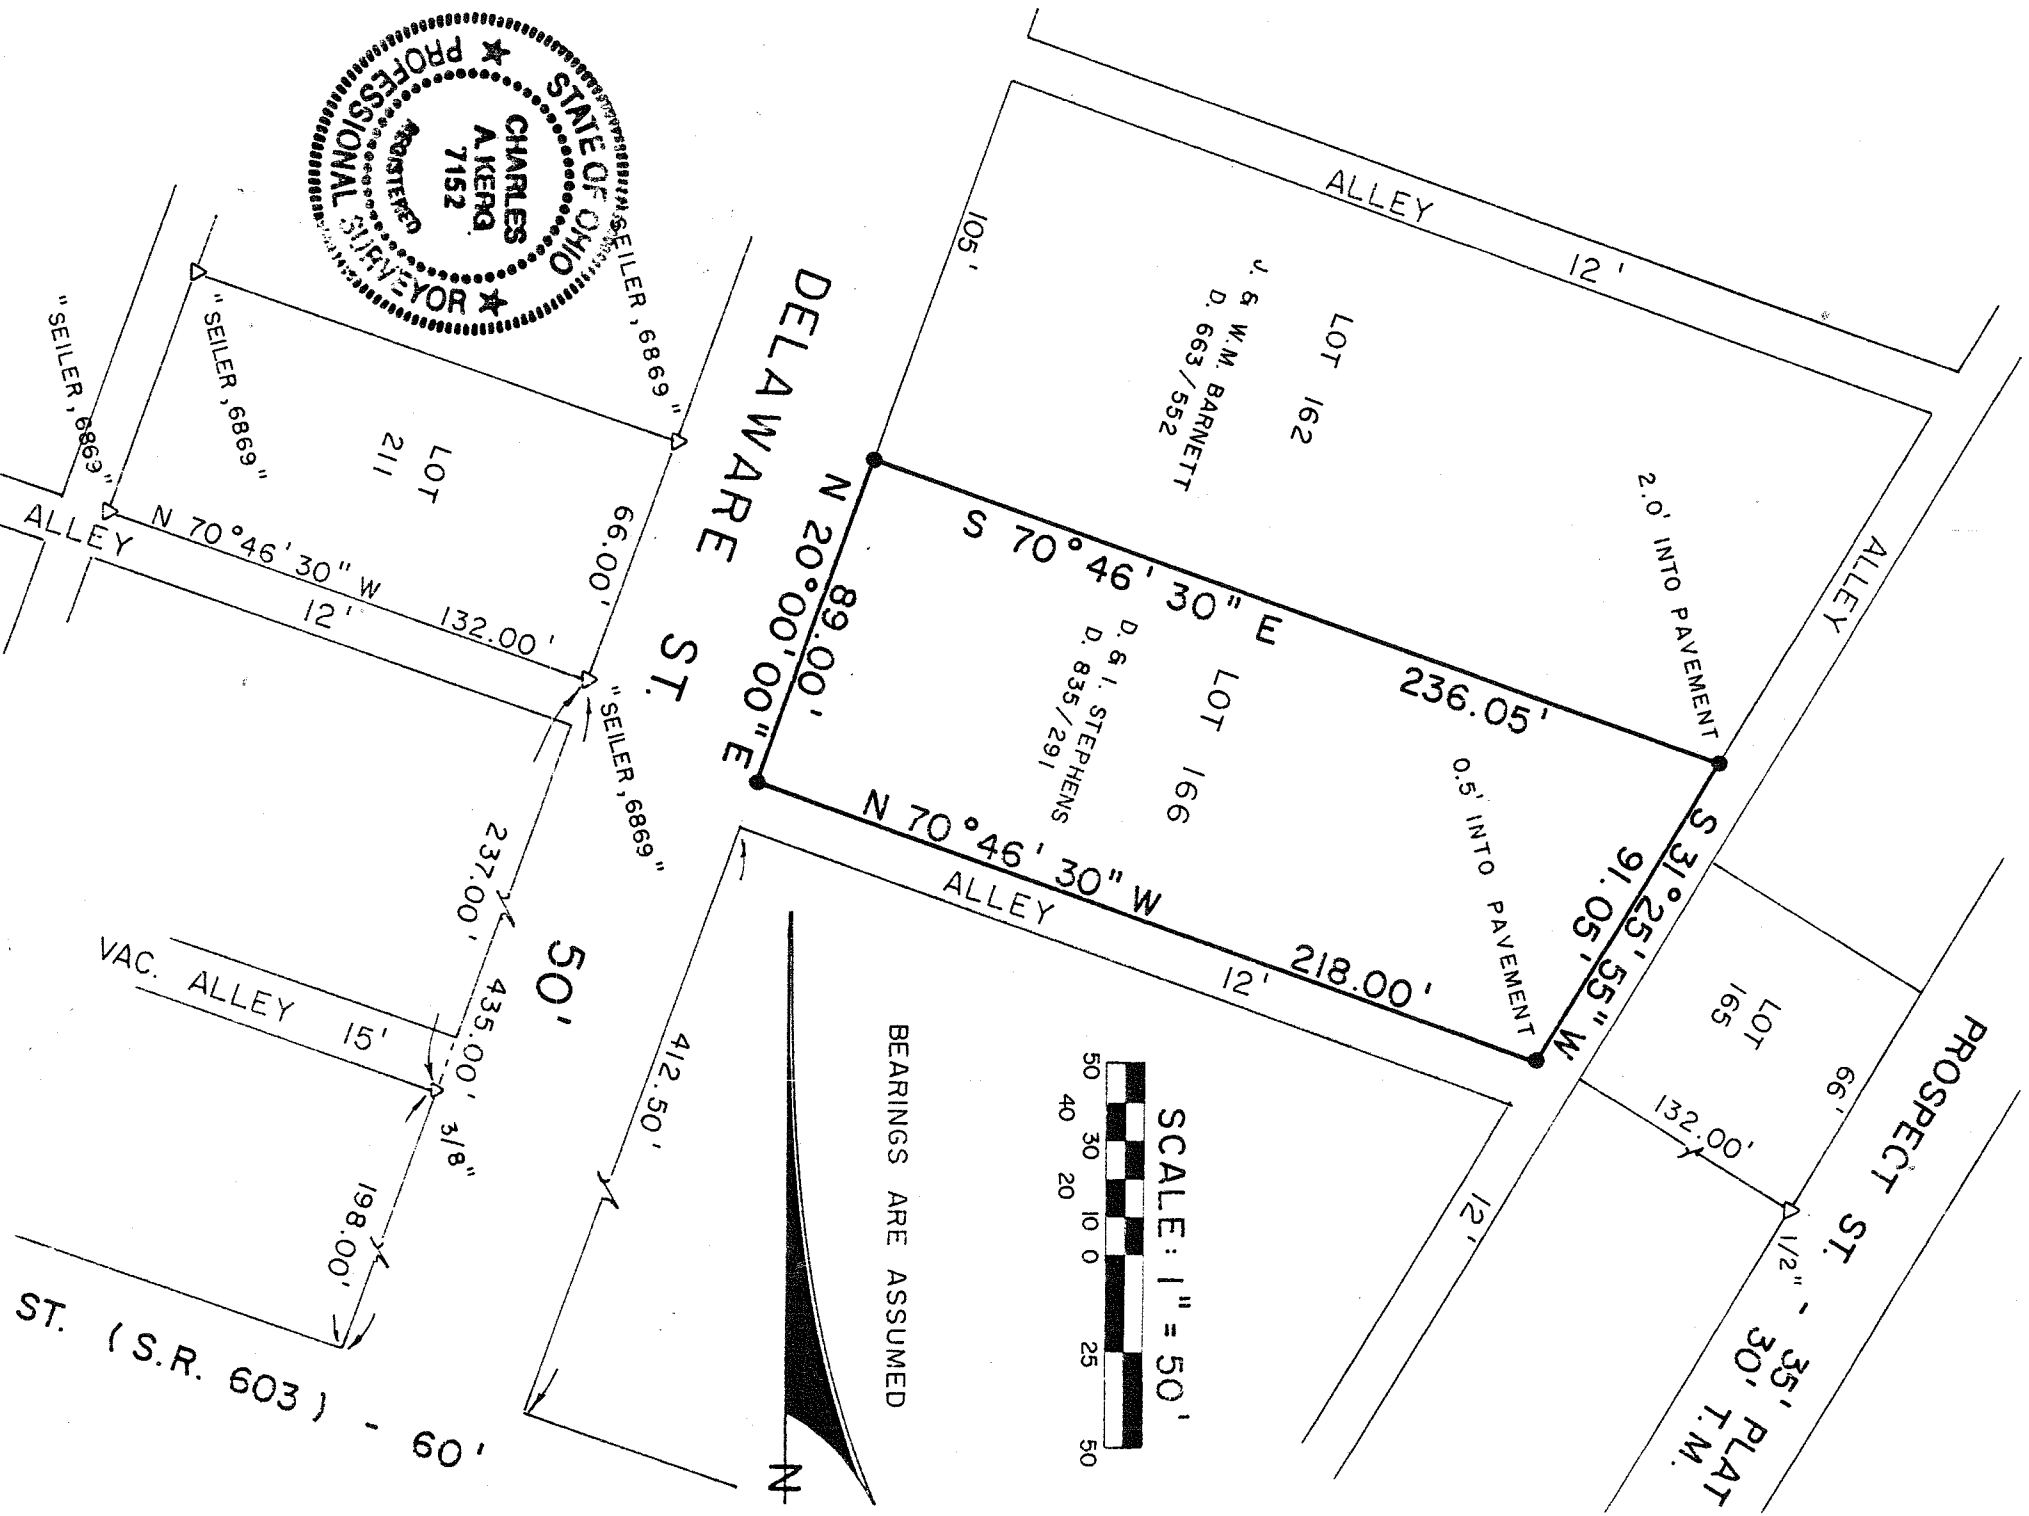 ALLEY
12'
105'
LOT 162
J. & W.M. BARNETT
D. 663/552
2.0' INTO PAVEMENT
ALLEY
STATE OF OHIO
CHARLES
A. KERG
7152
REGISTERED
PROFESSIONAL SURVEYOR
DELAWARE ST. 50'
S 70°46'30" E 236.05'
N 20°00'00" E
89.00'
LOT 166
D. & I. STEPHENS
D. 835/291
0.5' INTO PAVEMENT
S 31°25'55" W
91.05'
N 70°46'30" W 218.00'
ALLEY 12'
"SEILER, 6869"
"SEILER, 6869"
SEILER, 6869"
"SEILER, 6869"
LOT
211
66.00'
N 70°46'30" W 132.00'
ALLEY 12'
237.00'
435.00'
VAC. ALLEY 15'
3/8"
198.00'
412.50'
ST. (S.R. 603) - 60'
LOT
165
66'
132.00'
12'
1/2"
PROSPECT ST. - 35' PLAT
30' T.M.
BEARINGS ARE ASSUMED
N
SCALE: 1" = 50'
50 40 30 20 10 0 25 50